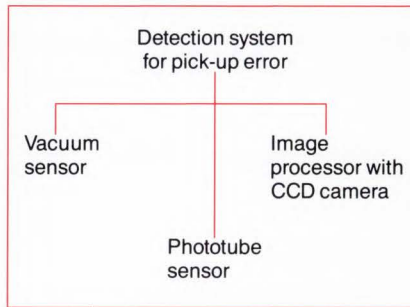 Detection system
for pick-up error
Vacuum
sensor
Image
processor with
CCD camera
Phototube
sensor